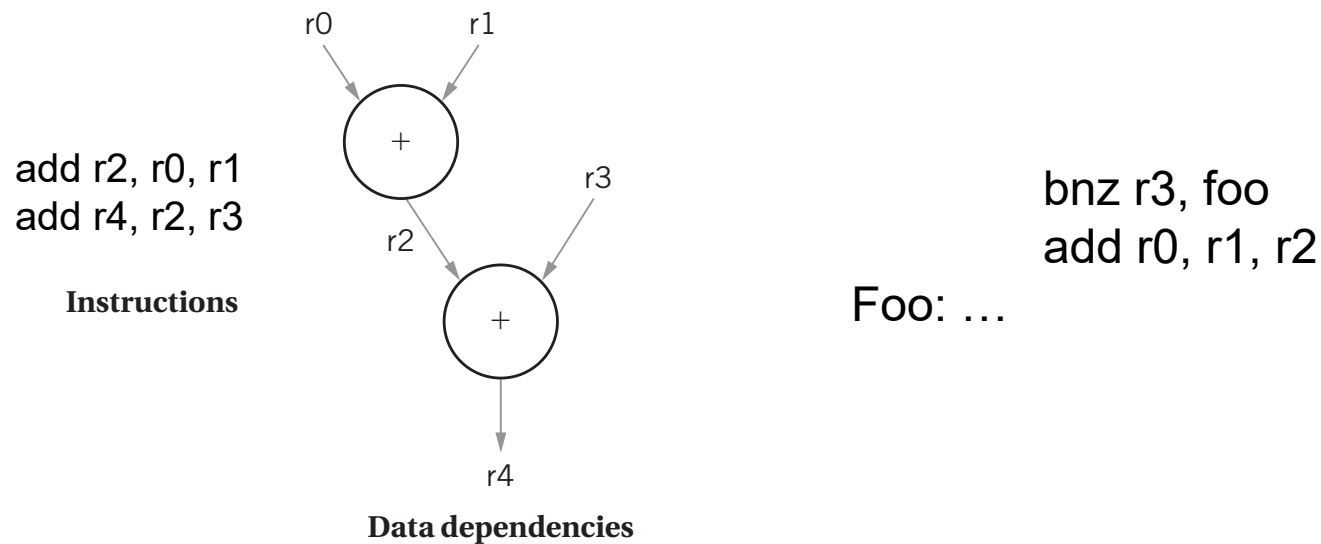 r0
r1
+
add r2, r0, r1
add r4, r2, r3
r3
r2
Instructions
+
r4
Data dependencies
bnz r3, foo
add r0, r1, r2
Foo: …